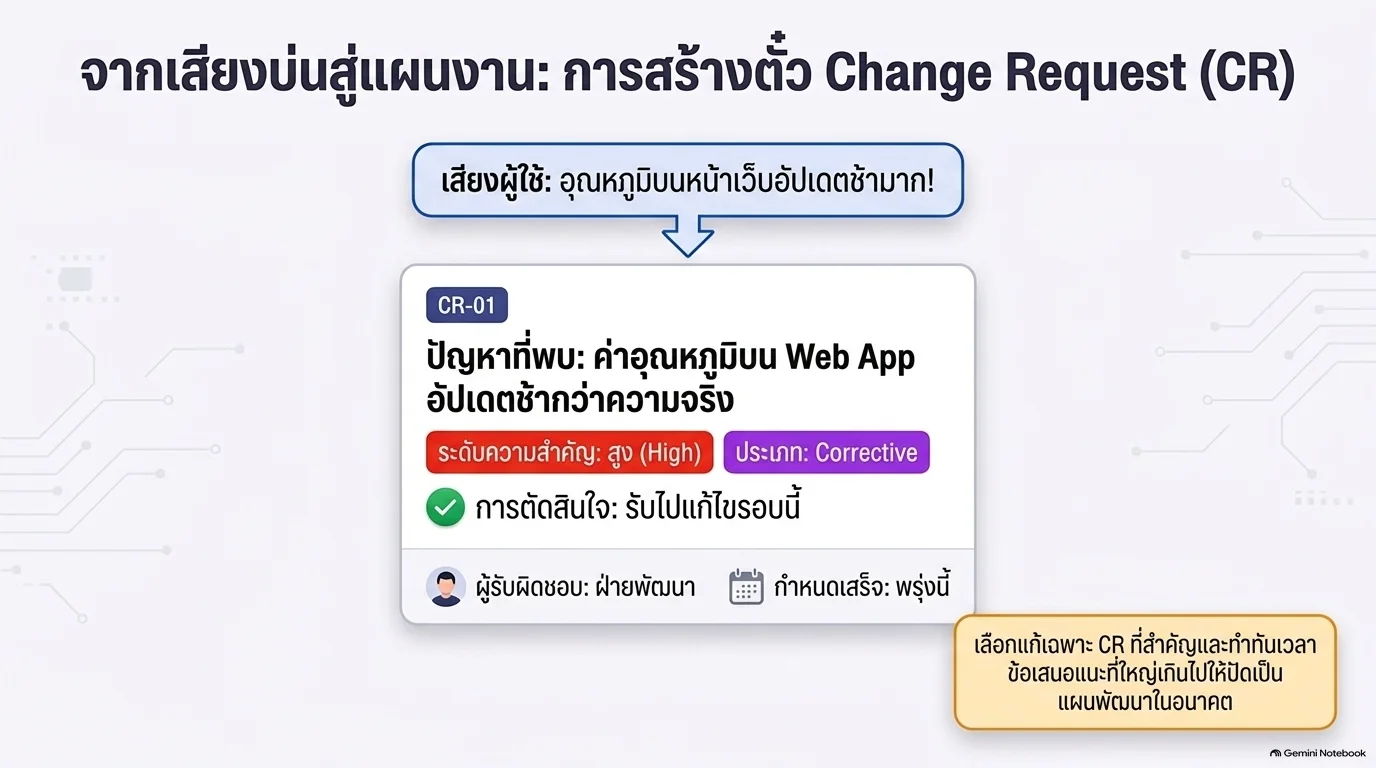 จากเสียงบ่นสู่แผนงาน: การสร้างตั๋ว Change Request (CR)
เสียงผู้ใช้: อุณหภูมิบนหน้าเว็บอัปเดตช้ามาก!
CR-01
ปัญหาที่พบ: ค่าอุณหภูมิบน Web App
อัปเดตช้ากว่าความจริง
ระดับความสำคัญ: สูง (High)
ประเภท: Corrective
การตัดสินใจ: รับไปแก้ไขรอบนี้
ผู้รับผิดชอบ: ฝ่ายพัฒนา
กำหนดเสร็จ: พรุ่งนี้
เลือกแก้เฉพาะ CR ที่สำคัญและทำทันเวลา
ข้อเสนอแนะที่ใหญ่เกินไปให้ปัดเป็น
แผนพัฒนาในอนาคต
Gemini Notebook